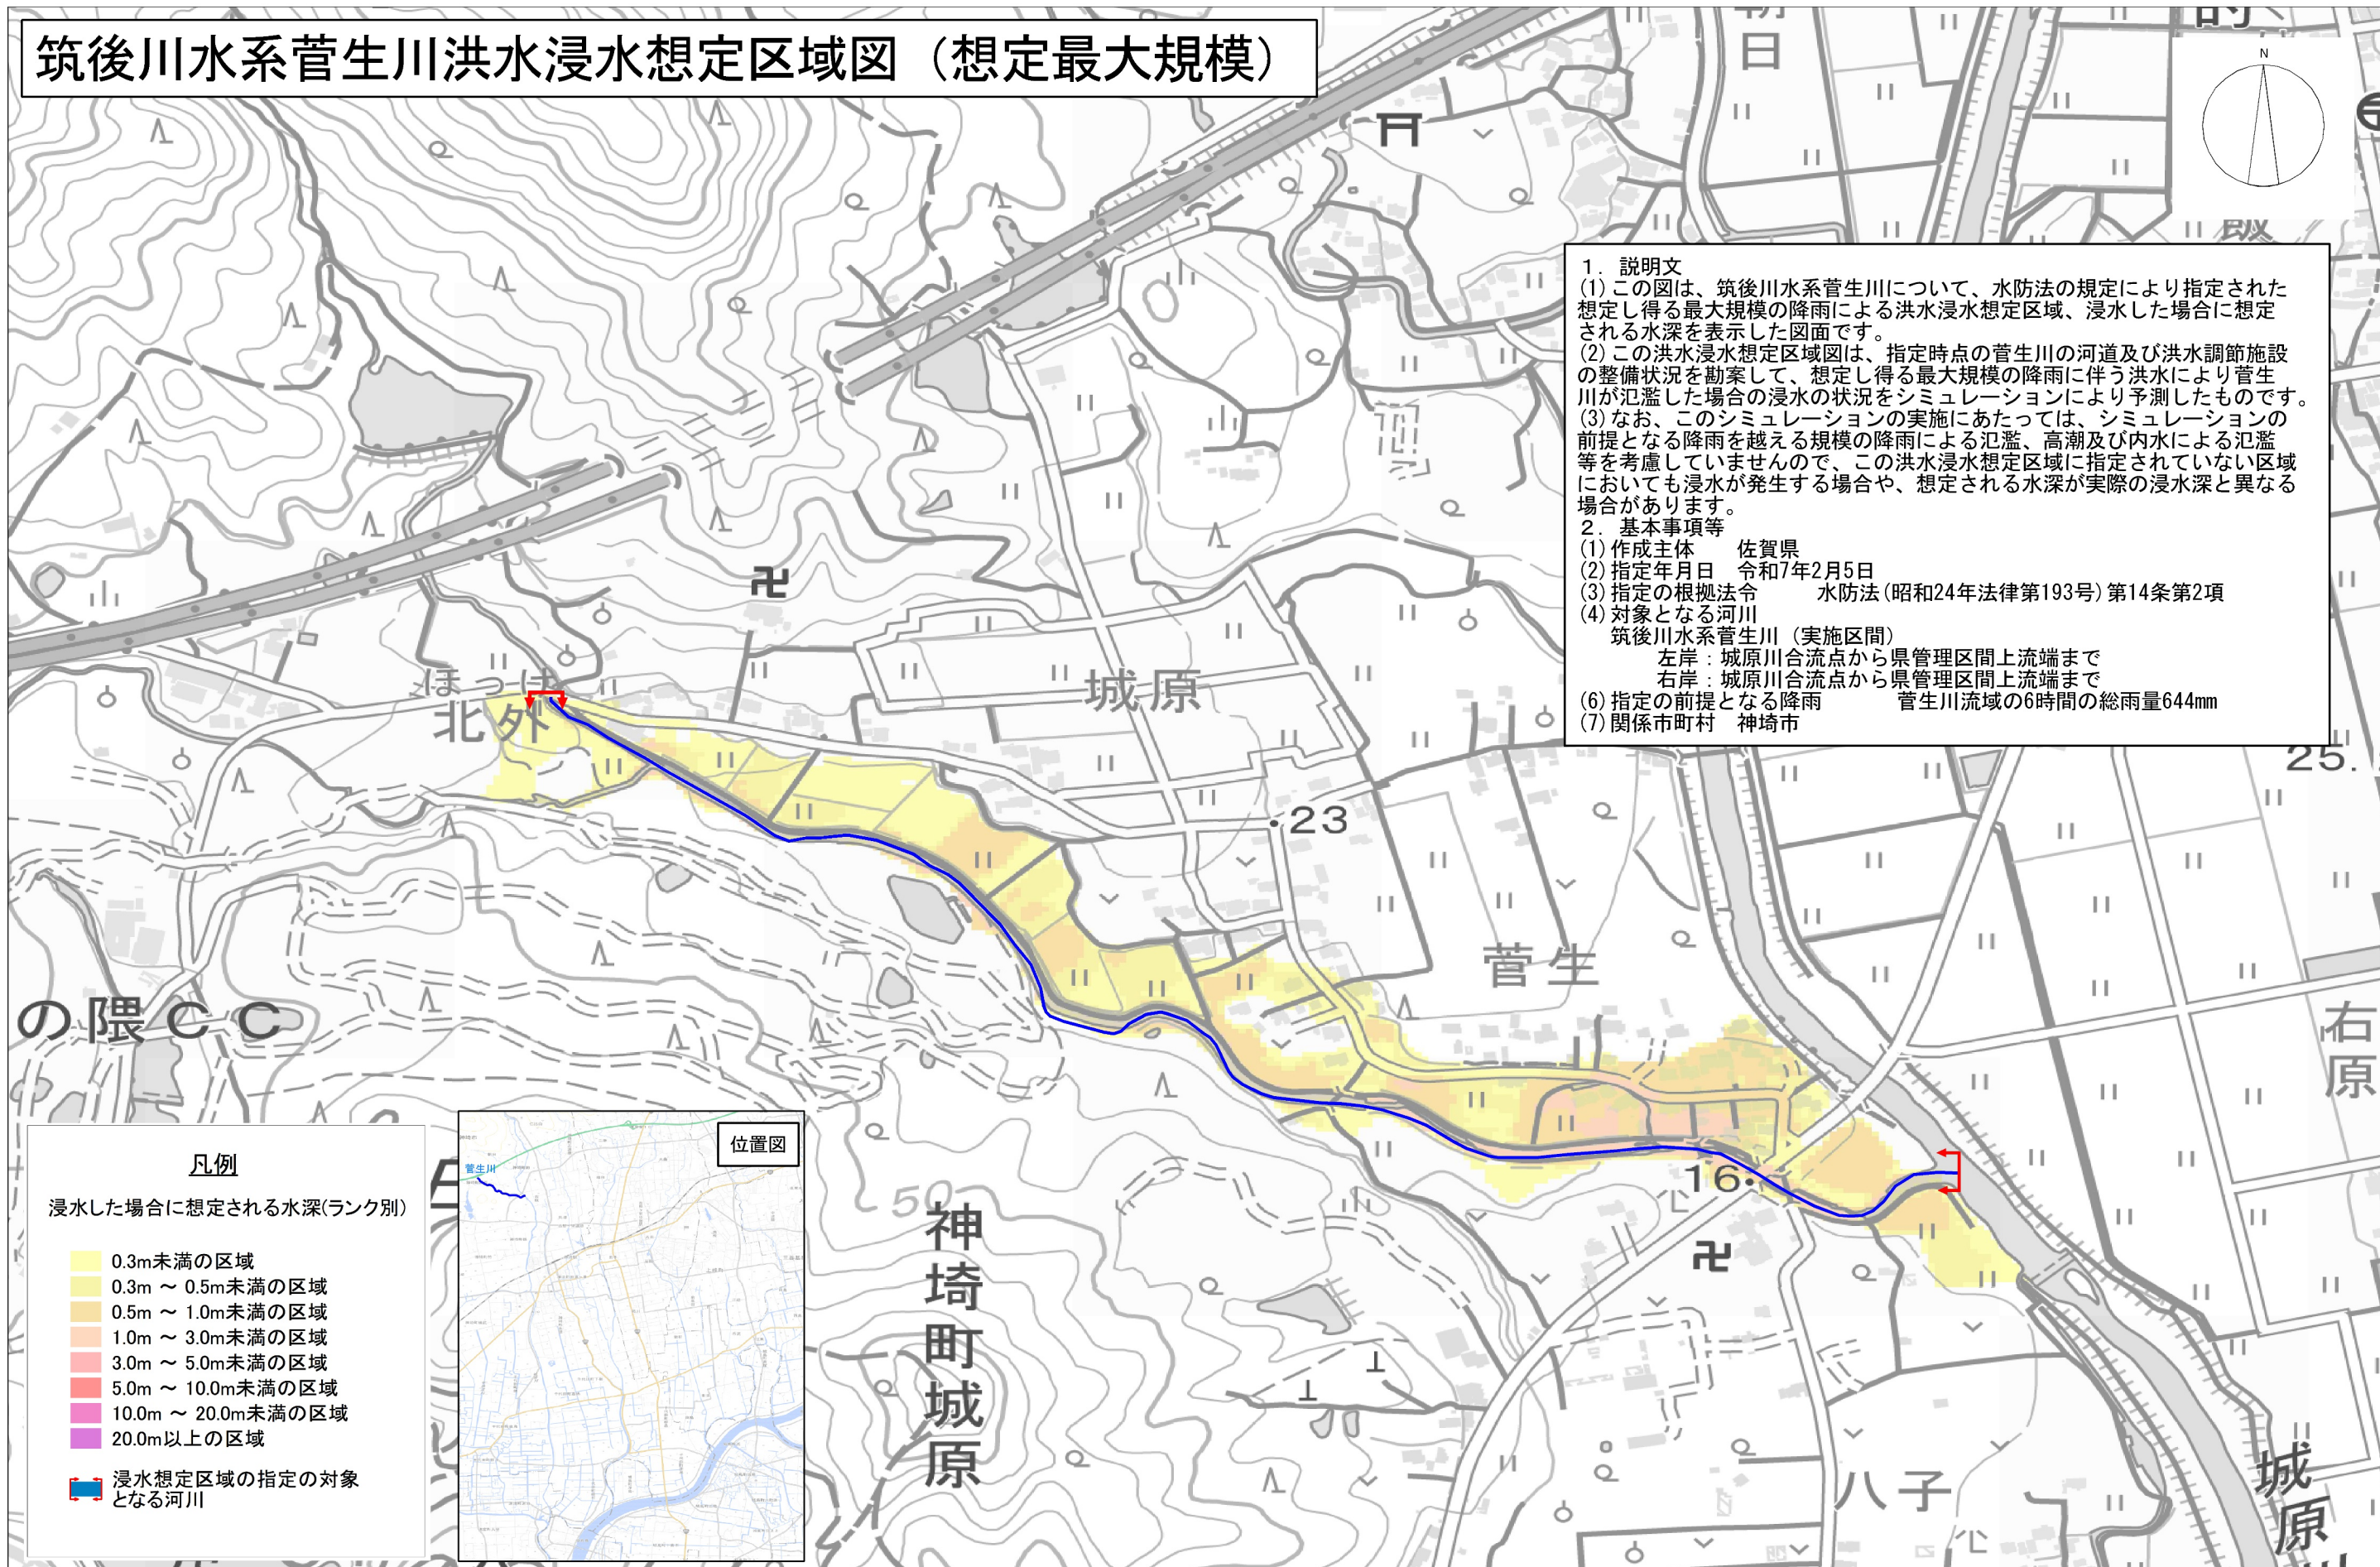 筑後川水系菅生川洪水浸水想定区域図（想定最大規模）
N
１．説明文
(1)この図は、筑後川水系菅生川について、水防法の規定により指定された
想定し得る最大規模の降雨による洪水浸水想定区域、浸水した場合に想定
される水深を表示した図面です。
(2)この洪水浸水想定区域図は、指定時点の菅生川の河道及び洪水調節施設
の整備状況を勘案して、想定し得る最大規模の降雨に伴う洪水により菅生
川が氾濫した場合の浸水の状況をシミュレーションにより予測したものです。
(3)なお、このシミュレーションの実施にあたっては、シミュレーションの
前提となる降雨を越える規模の降雨による氾濫、高潮及び内水による氾濫
等を考慮していませんので、この洪水浸水想定区域に指定されていない区域
においても浸水が発生する場合や、想定される水深が実際の浸水深と異なる
場合があります。
２．基本事項等
(1)作成主体　　佐賀県
(2)指定年月日　令和7年2月5日
(3)指定の根拠法令　　　水防法(昭和24年法律第193号)第14条第2項
(4)対象となる河川
筑後川水系菅生川（実施区間）
左岸：城原川合流点から県管理区間上流端まで
右岸：城原川合流点から県管理区間上流端まで
(6)指定の前提となる降雨　　　菅生川流域の6時間の総雨量644mm
(7)関係市町村　神埼市
朝
日
飯
25.
ほっけ
北外
城原
23
菅生
の隈ＣＣ
右原
16
50
神埼町城原
八子
城原
凡例
浸水した場合に想定される水深(ランク別)
0.3m未満の区域
0.3m ～ 0.5m未満の区域
0.5m ～ 1.0m未満の区域
1.0m ～ 3.0m未満の区域
3.0m ～ 5.0m未満の区域
5.0m ～ 10.0m未満の区域
10.0m ～ 20.0m未満の区域
20.0m以上の区域
浸水想定区域の指定の対象
となる河川
位置図
菅生川